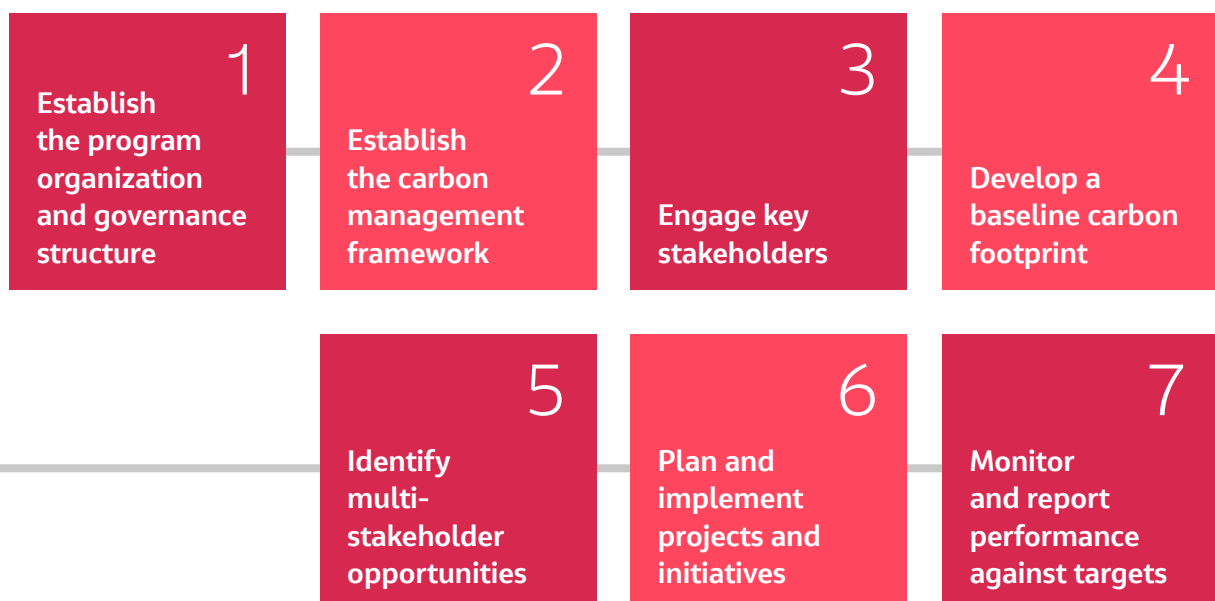 1
Establish
the program
organization
and governance
structure
2
Establish
the carbon
management
framework
3
Engage key
stakeholders
4
Develop a
baseline carbon
footprint
5
Identify
multi-
stakeholder
opportunities
6
Plan and
implement
projects and
initiatives
7
Monitor
and report
performance
against targets